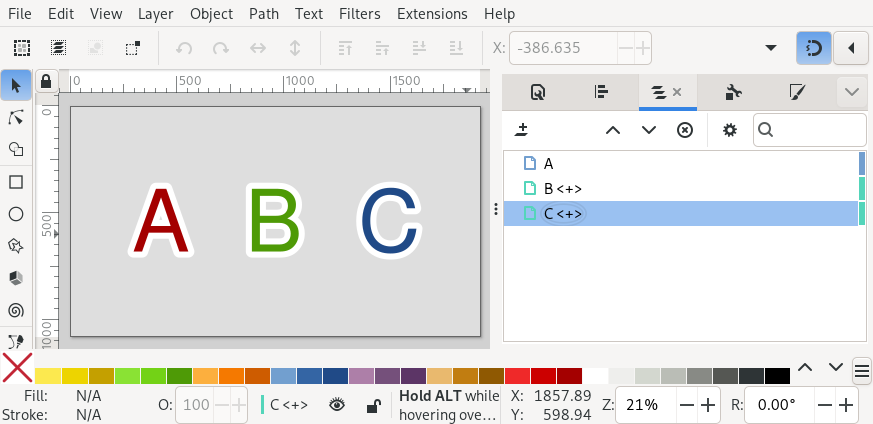 File Edit View Layer Object Path Text Filters Extensions Help
X: -386.635
0 500 1000 1500
0
500
1000
A B C
A
B <+>
C <+>
Fill: N/A
Stroke: N/A
O: 100
C <+>
Hold ALT while
hovering ove...
X: 1857.89
Y: 598.94
Z: 21%
R: 0.00°